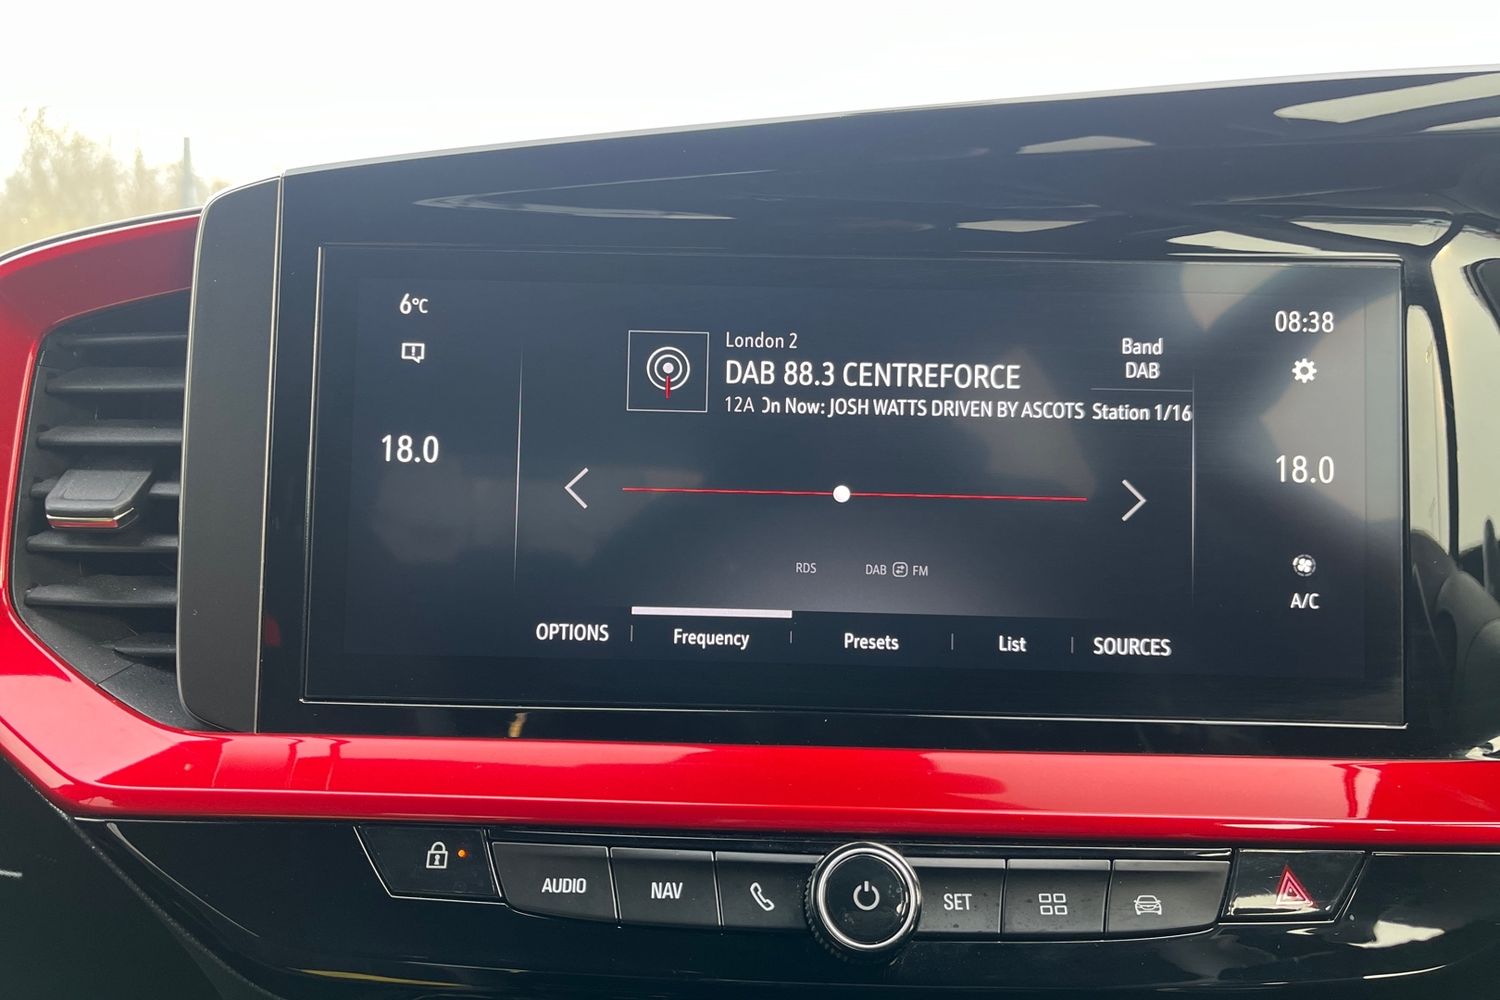 6°C
18.0
London 2
DAB 88.3 CENTREFORCE
12A On Now: JOSH WATTS DRIVEN BY ASCOTS
Band
DAB
Station 1/16
RDS
DAB FM
OPTIONS
Frequency
Presets
List
SOURCES
08:38
18.0
A/C
AUDIO
NAV
SET